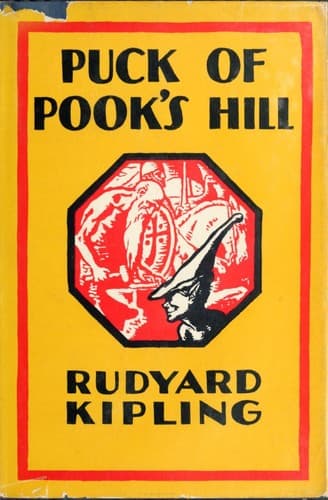 PUCK OF
POOK'S HILL
RUDYARD
KIPLING